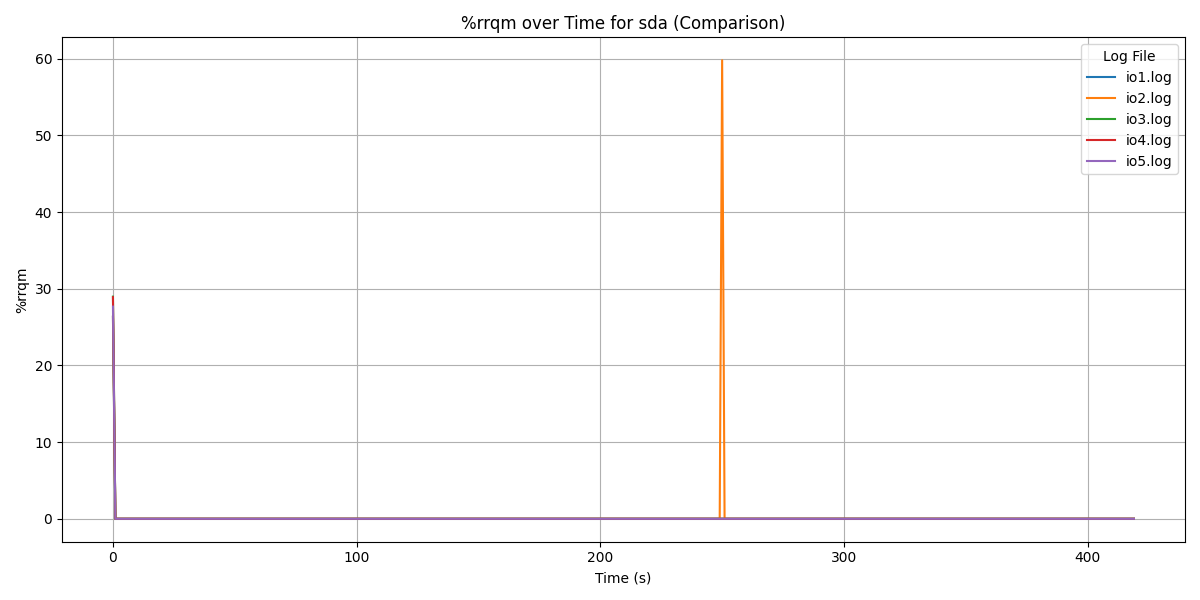 %rrqm over Time for sda (Comparison)
Log File
io1.log
io2.log
io3.log
io4.log
io5.log
60
50
40
30
20
10
0
%rrqm
0 100 200 300 400
Time (s)